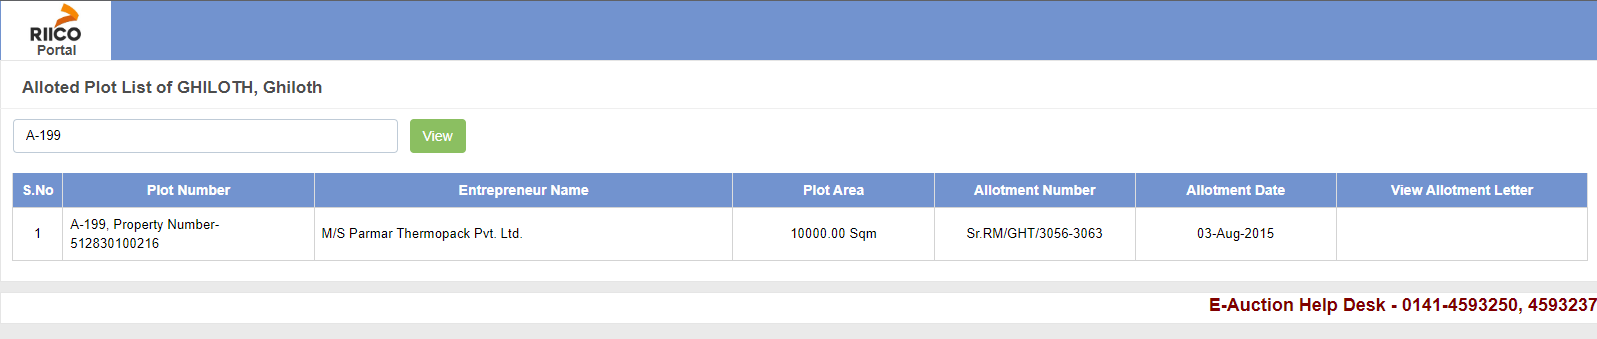 RIICO
Portal
Alloted Plot List of GHILOTH, Ghiloth
A-199 View
S.No Plot Number Entrepreneur Name Plot Area Allotment Number Allotment Date View Allotment Letter
1 A-199, Property Number-
512830100216 M/S Parmar Thermopack Pvt. Ltd. 10000.00 Sqm Sr.RM/GHT/3056-3063 03-Aug-2015
E-Auction Help Desk - 0141-4593250, 4593237